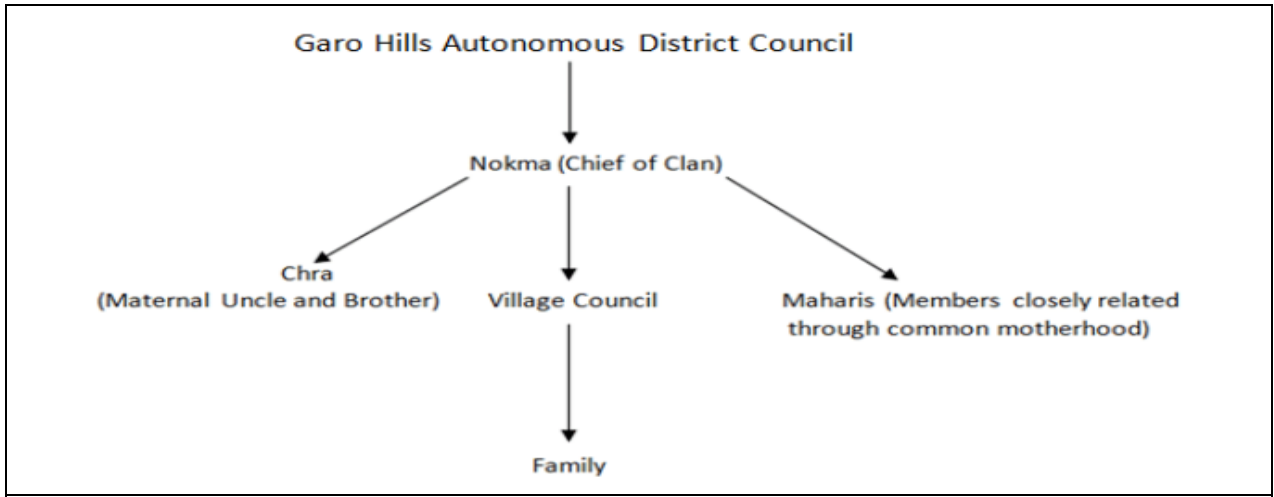 Garo Hills Autonomous District Council
Nokma (Chief of Clan)
Chra
(Maternal Uncle and Brother)
Village Council
Maharis (Members closely related
through common motherhood)
Family